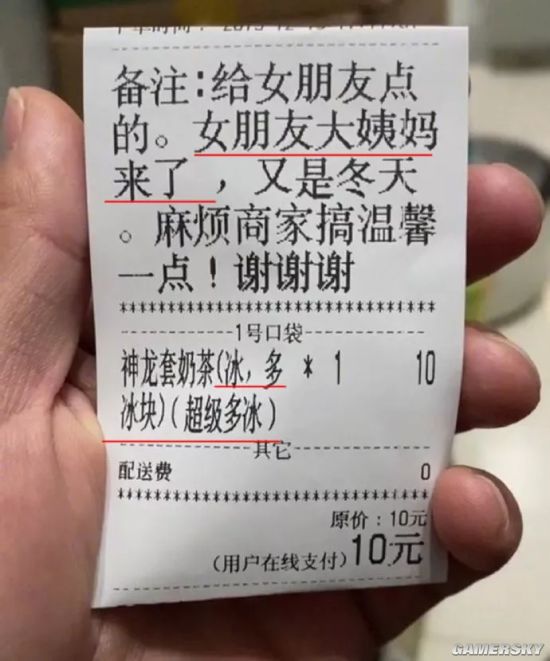 备注:给女朋友点
的。女朋友大姨妈
来了，又是冬天
。麻烦商家搞温馨
一点！谢谢谢
********************************
1号口袋
神龙套奶茶(冰，多 * 1 10
冰块)(超级多冰)
其它
配送费 0
********************************
原价：10元
(用户在线支付)10元
GAMERSKY